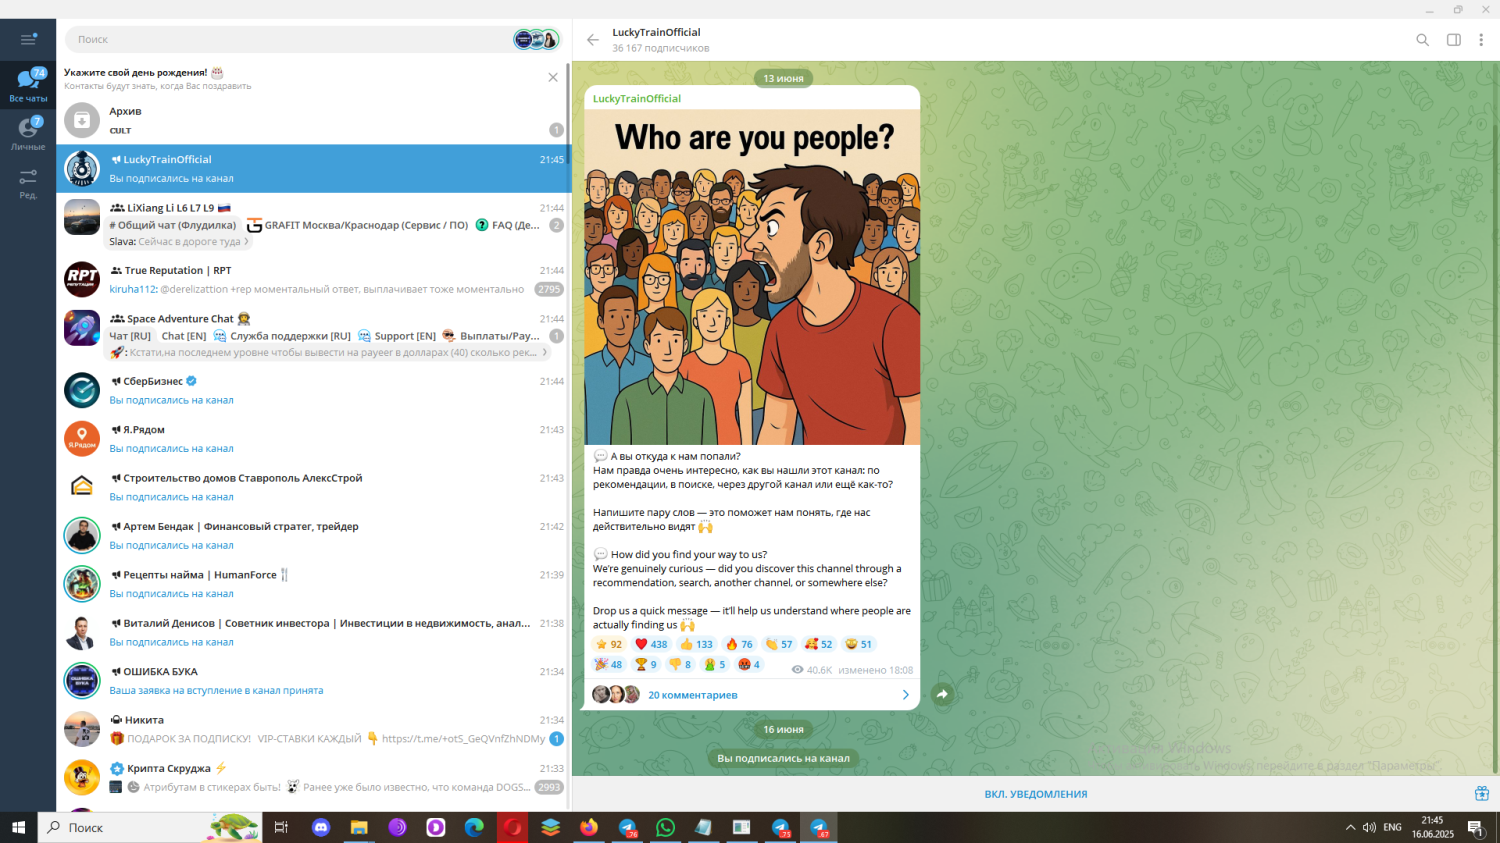 Поиск
Укажите свой день рождения! 🎂
Контакты будут знать, когда Вас поздравить
74
Все чаты
7
Личные
Ред.
Архив
CULT
1
LuckyTrainOfficial
21:45
Вы подписались на канал
LiXiang Li L6 L7 L9 🇷🇺
21:44
# Общий чат (Флудилка) GRAFIT Москва/Краснодар (Сервис / ПО) FAQ (Де...
2
Slava: Сейчас в дороге туда
RPT
True Reputation | RPT
21:44
kiruha112: @derelizattion +rep моментальный ответ, выплачивает тоже моментально
2795
Space Adventure Chat
21:44
Чат [RU] Chat [EN] Служба поддержки [RU] Support [EN] Выплаты/Pay...
1
🚀: Кстати.на последнем уровне чтобы вывести на payeer в долларах (40) сколько рек...
СберБизнес
21:44
Вы подписались на канал
Я.Рядом
Я.Рядом
21:43
Вы подписались на канал
Строительство домов Ставрополь АлексСтрой
21:43
Вы подписались на канал
Артем Бендак | Финансовый стратег, трейдер
21:42
Вы подписались на канал
Рецепты найма | HumanForce 🍴
21:39
Вы подписались на канал
Виталий Денисов | Советник инвестора | Инвестиции в недвижимость, анал...
21:38
Вы подписались на канал
ОШИБКА БУКА
ОШИБКА БУКА
21:34
Ваша заявка на вступление в канал принята
Никита
21:34
🎁 ПОДАРОК ЗА ПОДПИСКУ! VIP-СТАВКИ КАЖДЫЙ 👇 https://t.me/+otS_GeQVnfZhNDMy
1
Крипта Скруджа ⚡
21:33
Атрибутам в стикерах быть! Ранее уже было известно, что команда DOGS...
2993
LuckyTrainOfficial
36 167 подписчиков
13 июня
LuckyTrainOfficial
Who are you people?
💬 А вы откуда к нам попали?
Нам правда очень интересно, как вы нашли этот канал: по
рекомендации, в поиске, через другой канал или ещё как-то?
Напишите пару слов — это поможет нам понять, где нас
действительно видят 🙌
💬 How did you find your way to us?
We're genuinely curious — did you discover this channel through a
recommendation, search, another channel, or somewhere else?
Drop us a quick message — it'll help us understand where people are
actually finding us 🙌
⭐ 92 ❤️ 438 👍 133 🔥 76 👏 57 🥰 52 51
🎉 48 🏆 9 👎 8 5 🤬 4
40.6K изменено 18:08
20 комментариев
16 июня
Вы подписались на канал
Windows
Windows, перейдите в раздел "Параметры".
ВКЛ. УВЕДОМЛЕНИЯ
Поиск
76
75
67
ENG
21:45
16.06.2025
1